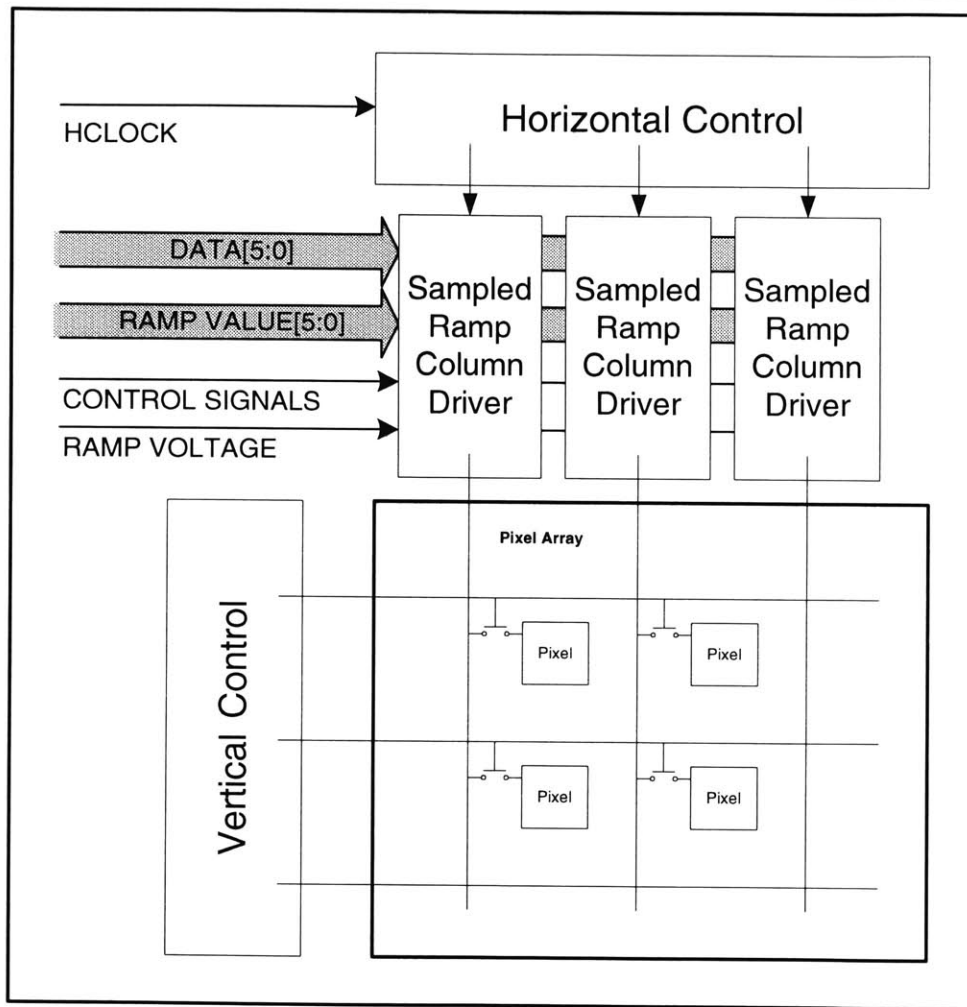 Horizontal Control
HCLOCK
DATA[5:0]
RAMP VALUE[5:0]
CONTROL SIGNALS
RAMP VOLTAGE
Sampled
Ramp
Column
Driver
Sampled
Ramp
Column
Driver
Sampled
Ramp
Column
Driver
Vertical Control
Pixel Array
Pixel
Pixel
Pixel
Pixel